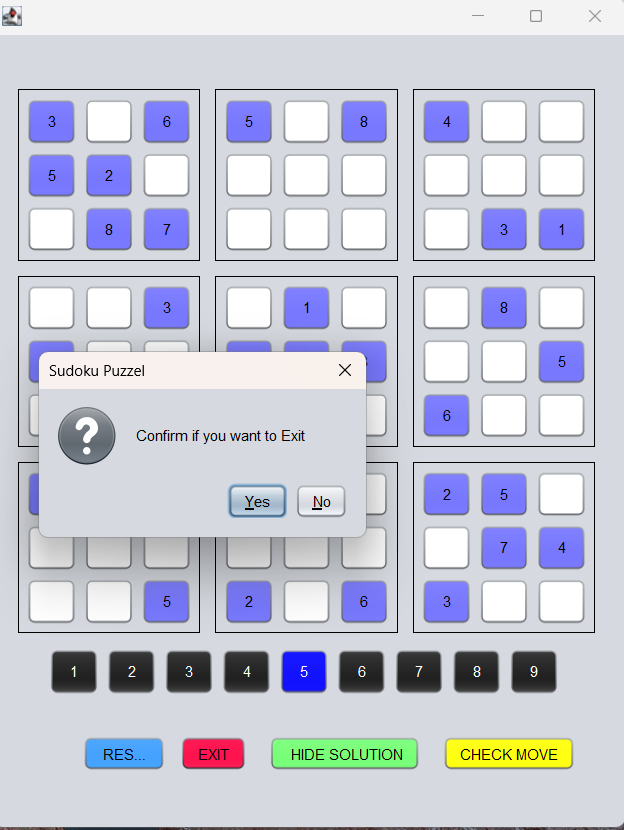 3 6 5 8 4
5 2
8 7 3 1
3 1 8
5
6
Sudoku Puzzel
Confirm if you want to Exit
Yes No
2 5
7 4
5 2 6 3
1 2 3 4 5 6 7 8 9
RES... EXIT HIDE SOLUTION CHECK MOVE